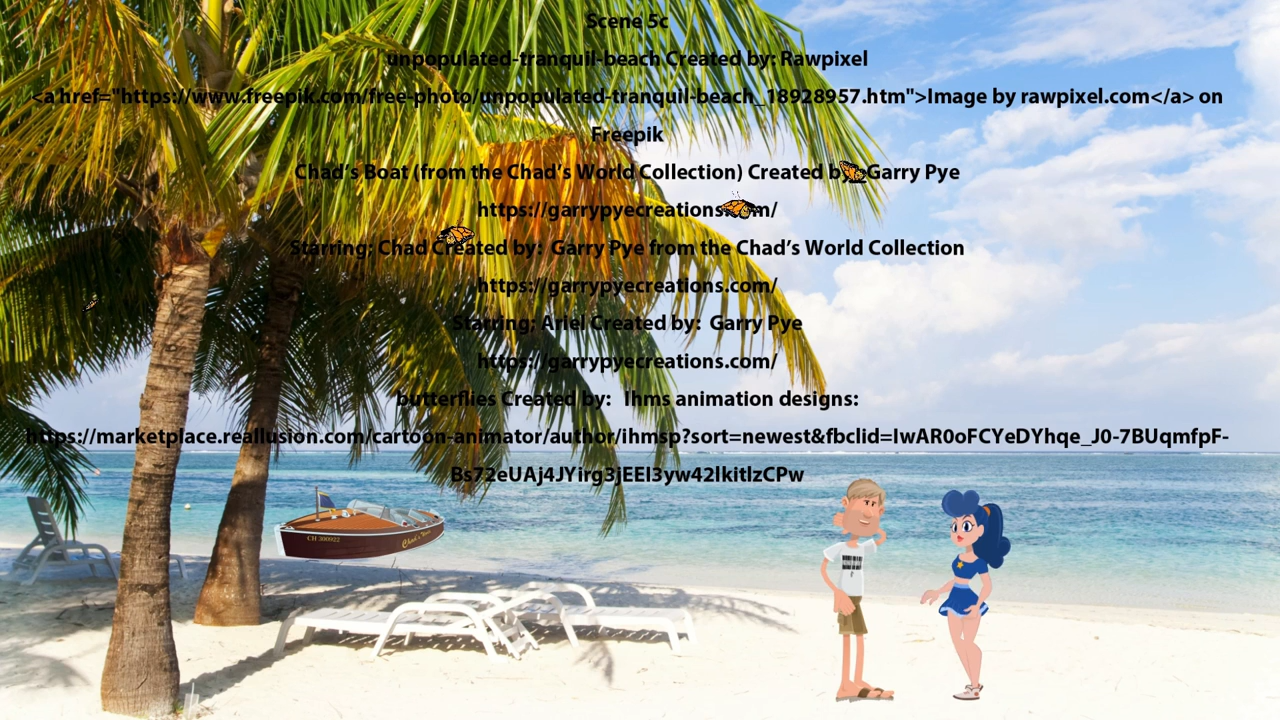 Scene 5c
unpopulated-tranquil-beach Created by: Rawpixel
<a href="https://www.freepik.com/free-photo/unpopulated-tranquil-beach_18928957.htm">Image by rawpixel.com</a> on
Freepik
Chad's Boat (from the Chad's World Collection) Created by: Garry Pye
https://garrypyecreations.com/
Starring; Chad Created by: Garry Pye from the Chad’s World Collection
https://garrypyecreations.com/
Starring; Ariel Created by: Garry Pye
https://garrypyecreations.com/
butterflies Created by: Ihms animation designs:
https://marketplace.reallusion.com/cartoon-animator/author/ihmsp?sort=newest&fbclid=IwAR0oFCYeDYhqe_J0-7BUqmfpF-
Bs72eUAj4JYirg3jEEI3yw42lkitlzCPw
CH 300022
Chad's Boat